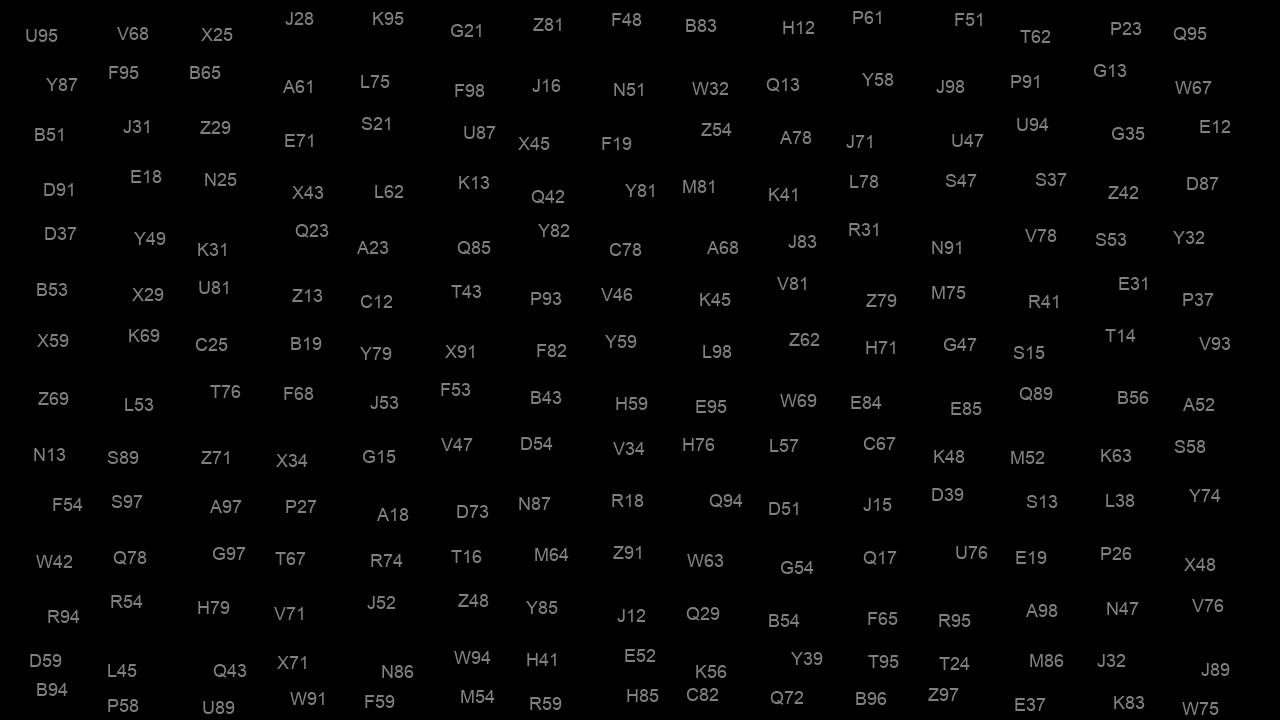 U95 V68 X25 J28 K95 G21 Z81 F48 B83 H12 P61 F51 T62 P23 Q95
Y87 F95 B65 A61 L75 F98 J16 N51 W32 Q13 Y58 J98 P91 G13 W67
B51 J31 Z29 E71 S21 U87 X45 F19 Z54 A78 J71 U47 U94 G35 E12
D91 E18 N25 X43 L62 K13 Q42 Y81 M81 K41 L78 S47 S37 Z42 D87
D37 Y49 K31 Q23 A23 Q85 Y82 C78 A68 J83 R31 N91 V78 S53 Y32
B53 X29 U81 Z13 C12 T43 P93 V46 K45 V81 Z79 M75 R41 E31 P37
X59 K69 C25 B19 Y79 X91 F82 Y59 L98 Z62 H71 G47 S15 T14 V93
Z69 L53 T76 F68 J53 F53 B43 H59 E95 W69 E84 E85 Q89 B56 A52
N13 S89 Z71 X34 G15 V47 D54 V34 H76 L57 C67 K48 M52 K63 S58
F54 S97 A97 P27 A18 D73 N87 R18 Q94 D51 J15 D39 S13 L38 Y74
W42 Q78 G97 T67 R74 T16 M64 Z91 W63 G54 Q17 U76 E19 P26 X48
R94 R54 H79 V71 J52 Z48 Y85 J12 Q29 B54 F65 R95 A98 N47 V76
D59 L45 Q43 X71 N86 W94 H41 E52 K56 Y39 T95 T24 M86 J32 J89
B94 P58 U89 W91 F59 M54 R59 H85 C82 Q72 B96 Z97 E37 K83 W75